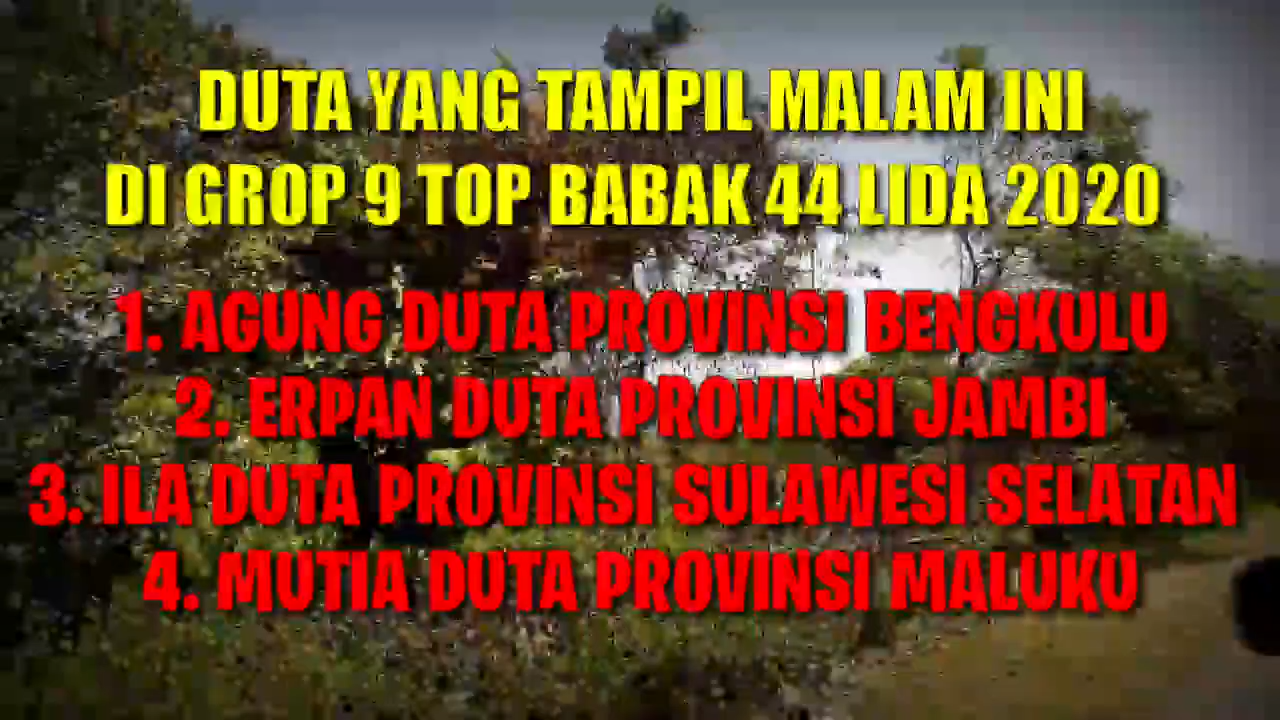 DUTA YANG TAMPIL MALAM INI
DI GROP 9 TOP BABAK 44 LIDA 2020
1. AGUNG DUTA PROVINSI BENGKULU
2. ERPAN DUTA PROVINSI JAMBI
3. ILA DUTA PROVINSI SULAWESI SELATAN
4. MUTIA DUTA PROVINSI MALUKU